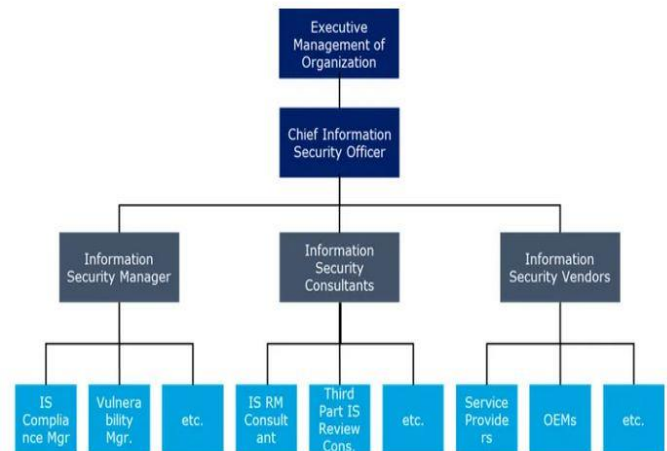 Executive
Management of
Organization
Chief Information
Security Officer
Information
Security Manager
Information
Security
Consultants
Information
Security Vendors
IS
Complia
nce Mgr
Vulnera
bility
Mgr.
etc.
IS RM
Consult
ant
Third
Part IS
Review
Cons.
etc.
Service
Provide
rs
OEMs
etc.